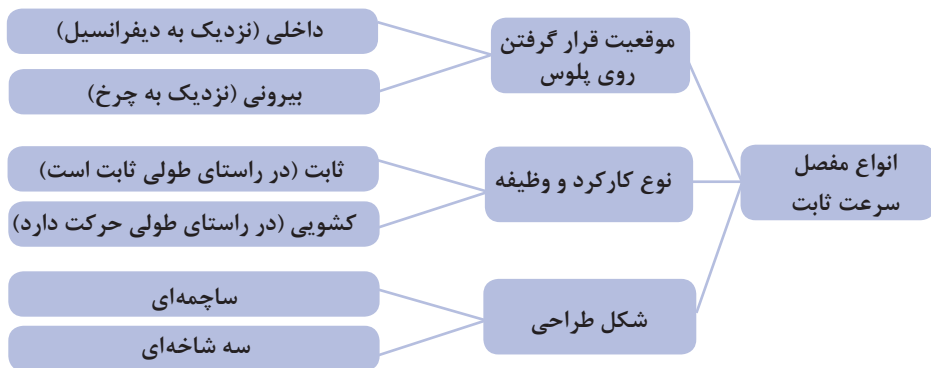 انواع مفصل
سرعت ثابت
موقعیت قرار گرفتن
روی پلوس
داخلی (نزدیک به دیفرانسیل)
بیرونی (نزدیک به چرخ)
نوع کارکرد و وظیفه
ثابت (در راستای طولی ثابت است)
کشویی (در راستای طولی حرکت دارد)
شکل طراحی
ساچمه‌ای
سه شاخه‌ای